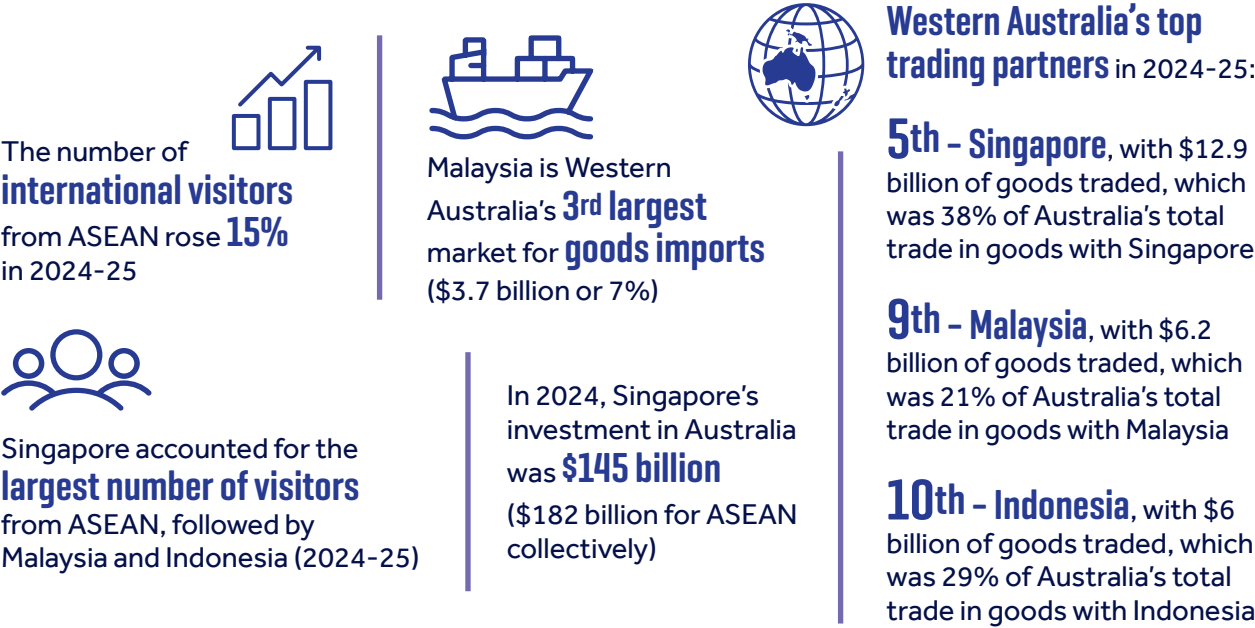 The number of
international visitors
from ASEAN rose 15%
in 2024-25
Singapore accounted for the
largest number of visitors
from ASEAN, followed by
Malaysia and Indonesia (2024-25)
Malaysia is Western
Australia’s 3rd largest
market for goods imports
($3.7 billion or 7%)
In 2024, Singapore’s
investment in Australia
was $145 billion
($182 billion for ASEAN
collectively)
Western Australia’s top
trading partners in 2024-25:
5th – Singapore, with $12.9
billion of goods traded, which
was 38% of Australia’s total
trade in goods with Singapore
9th – Malaysia, with $6.2
billion of goods traded, which
was 21% of Australia’s total
trade in goods with Malaysia
10th – Indonesia, with $6
billion of goods traded, which
was 29% of Australia’s total
trade in goods with Indonesia